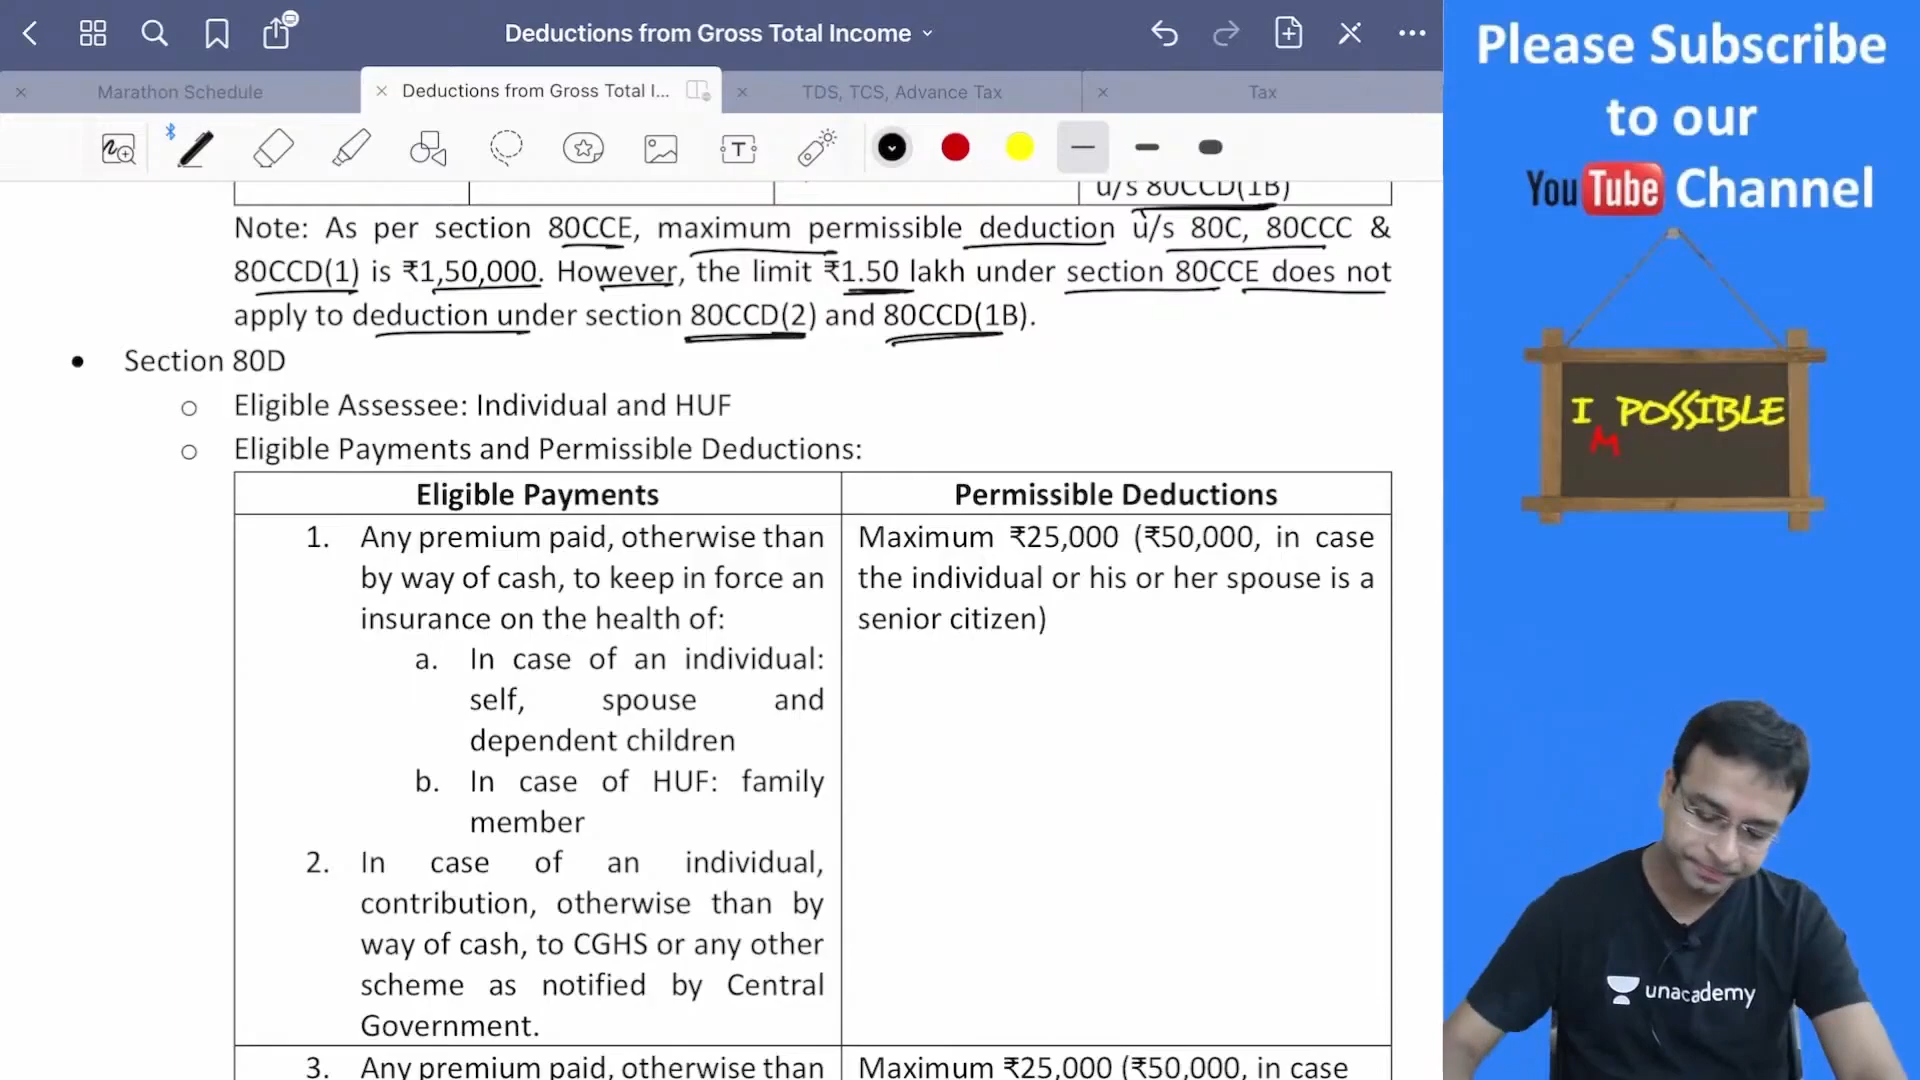 Deductions from Gross Total Income
Marathon Schedule
Deductions from Gross Total I...
TDS, TCS, Advance Tax
Tax
u/s 80CCD(1B)
Note: As per section 80CCE, maximum permissible deduction u/s 80C, 80CCC &
80CCD(1) is ₹1,50,000. However, the limit ₹1.50 lakh under section 80CCE does not
apply to deduction under section 80CCD(2) and 80CCD(1B).
• Section 80D
o Eligible Assessee: Individual and HUF
o Eligible Payments and Permissible Deductions:
Eligible Payments
Permissible Deductions
1. Any premium paid, otherwise than
by way of cash, to keep in force an
insurance on the health of:
a. In case of an individual:
self, spouse and
dependent children
b. In case of HUF: family
member
2. In case of an individual,
contribution, otherwise than by
way of cash, to CGHS or any other
scheme as notified by Central
Government.
Maximum ₹25,000 (₹50,000, in case
the individual or his or her spouse is a
senior citizen)
3. Any premium paid, otherwise than
Maximum ₹25,000 (₹50,000, in case
Please Subscribe
to our
YouTube Channel
I POSSIBLE
M
unacademy